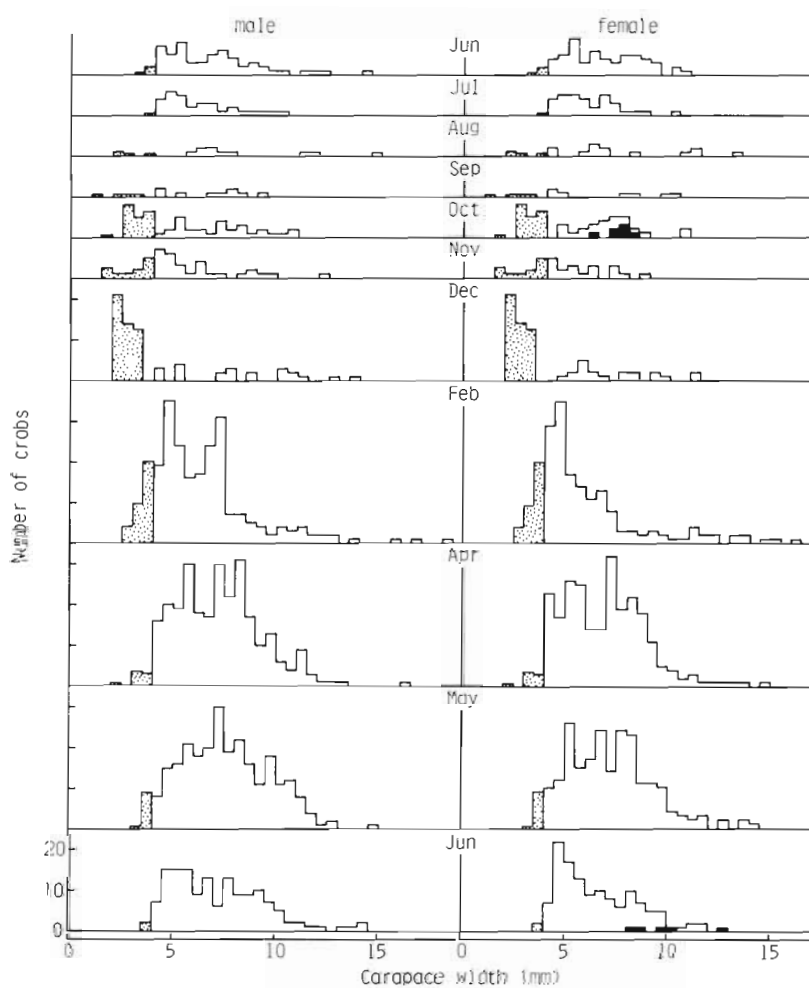 male female
Jun
Jul
Aug
Sep
Oct
Nov
Dec
Feb
Apr
May
Jun
Number of crabs
20
10
0
0 5 10 15 0 5 10 15
Carapace width (mm)